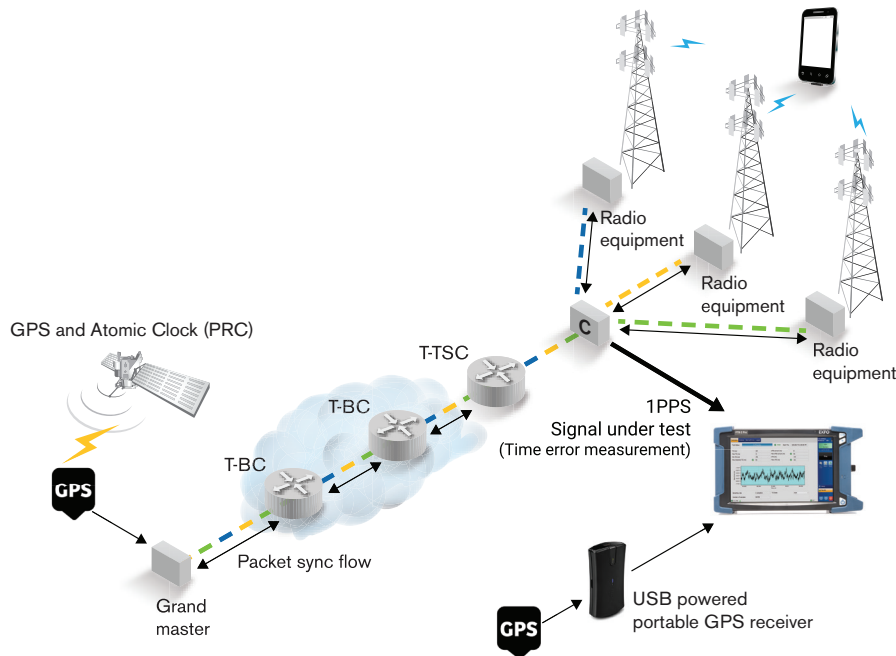 Radio
equipment
Radio
equipment
C
GPS and Atomic Clock (PRC)
Radio
equipment
T-TSC
T-BC
1PPS
Signal under test
(Time error measurement)
T-BC
EXFO
GPS
Packet sync flow
Grand
master
USB powered
portable GPS receiver
GPS